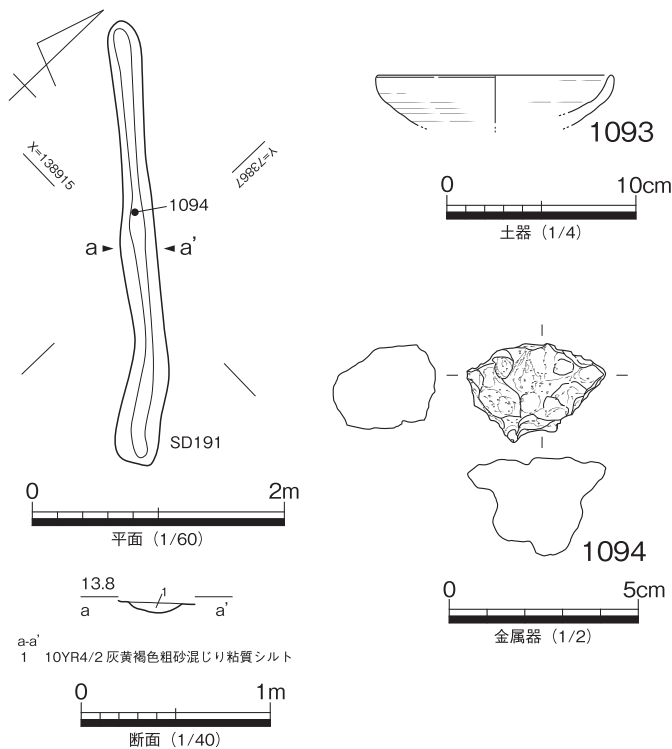 X=138915
Y=73867
1094
a
a'
SD191
0 2m
平面（1/60）
13.8
a
1
a'
a-a'
1 10YR4/2 灰黄褐色粗砂混じり粘質シルト
0 1m
断面（1/40）
1093
0 10cm
土器（1/4）
1094
0 5cm
金属器（1/2）